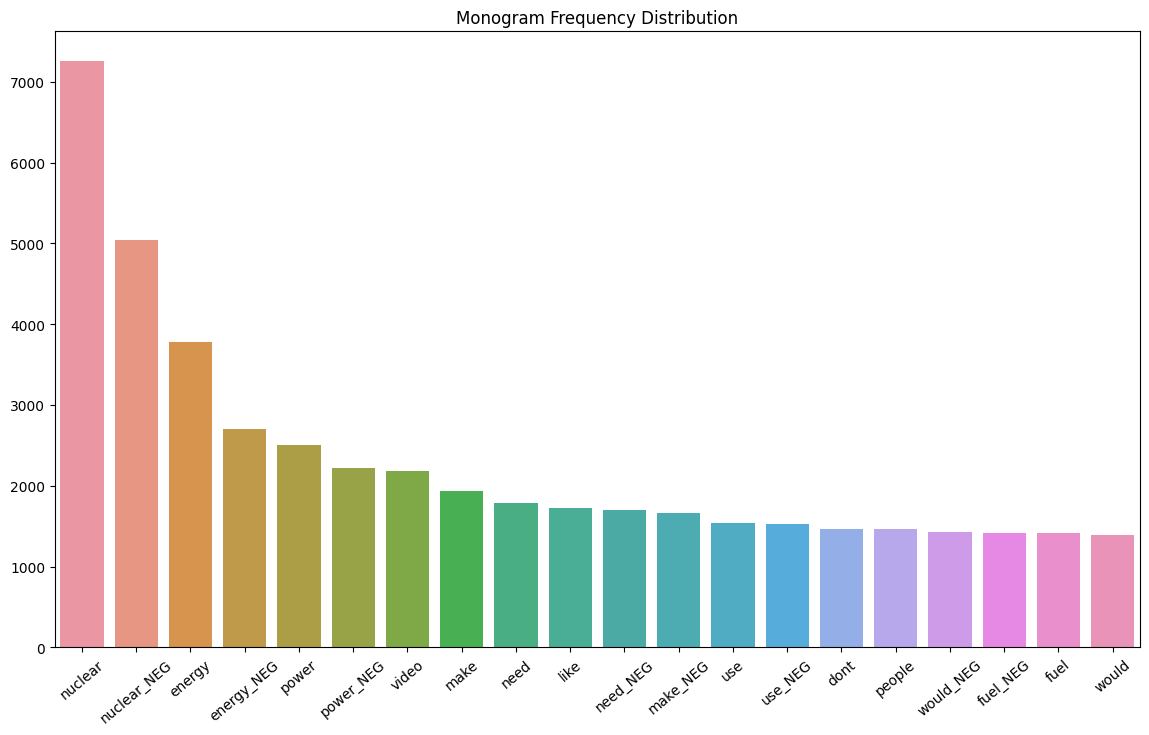 Monogram Frequency Distribution
7000
6000
5000
4000
3000
2000
1000
0
nuclear
nuclear_NEG
energy
energy_NEG
power
power_NEG
video
make
need
like
need_NEG
make_NEG
use
use_NEG
dont
people
would_NEG
fuel_NEG
fuel
would